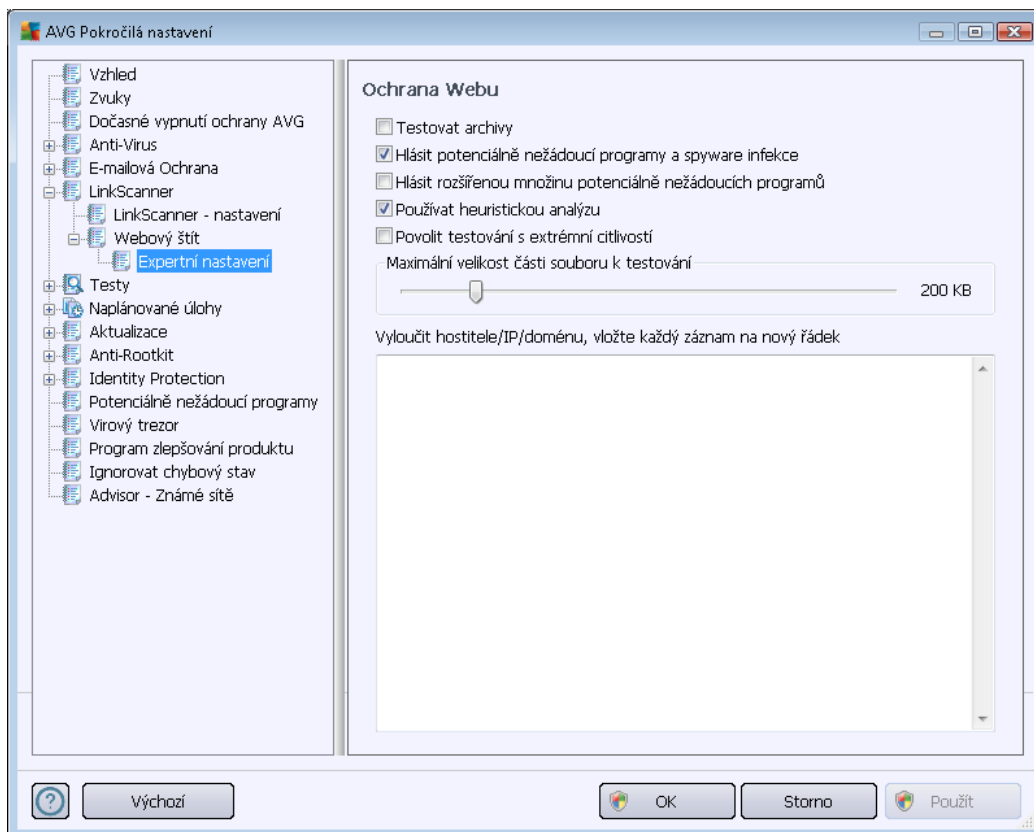 AVG Pokročilá nastavení
Vzhled
Zvuky
Dočasné vypnutí ochrany AVG
Anti-Virus
E-mailová Ochrana
LinkScanner
LinkScanner - nastavení
Webový štít
Expertní nastavení
Testy
Naplánované úlohy
Aktualizace
Anti-Rootkit
Identity Protection
Potenciálně nežádoucí programy
Virový trezor
Program zlepšování produktu
Ignorovat chybový stav
Advisor - Známé sítě
Ochrana Webu
Testovat archivy
Hlásit potenciálně nežádoucí programy a spyware infekce
Hlásit rozšířenou množinu potenciálně nežádoucích programů
Používat heuristickou analýzu
Povolit testování s extrémní citlivostí
Maximální velikost části souboru k testování
200 KB
Vyloučit hostitele/IP/doménu, vložte každý záznam na nový řádek
?
Výchozí
OK
Storno
Použít